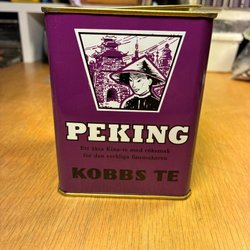 PEKING
Ett äkta Kina-te med röksmak
för den verkliga finsmakaren
KOBBS TE